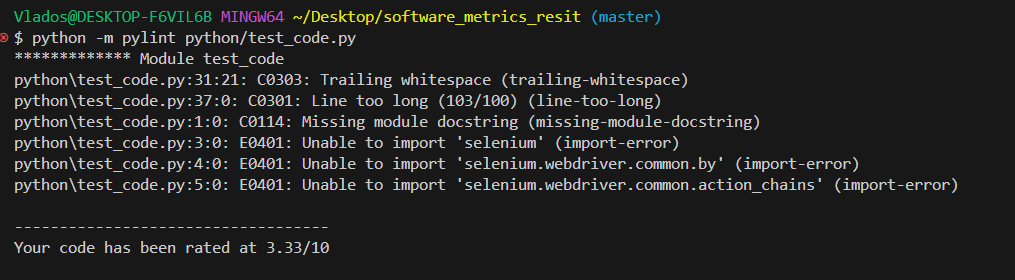 Vlados@DESKTOP-F6VIL6B MINGW64 ~/Desktop/software_metrics_resit (master)
$ python -m pylint python/test_code.py
************* Module test_code
python\test_code.py:31:21: C0303: Trailing whitespace (trailing-whitespace)
python\test_code.py:37:0: C0301: Line too long (103/100) (line-too-long)
python\test_code.py:1:0: C0114: Missing module docstring (missing-module-docstring)
python\test_code.py:3:0: E0401: Unable to import 'selenium' (import-error)
python\test_code.py:4:0: E0401: Unable to import 'selenium.webdriver.common.by' (import-error)
python\test_code.py:5:0: E0401: Unable to import 'selenium.webdriver.common.action_chains' (import-error)

-----------------------------------
Your code has been rated at 3.33/10